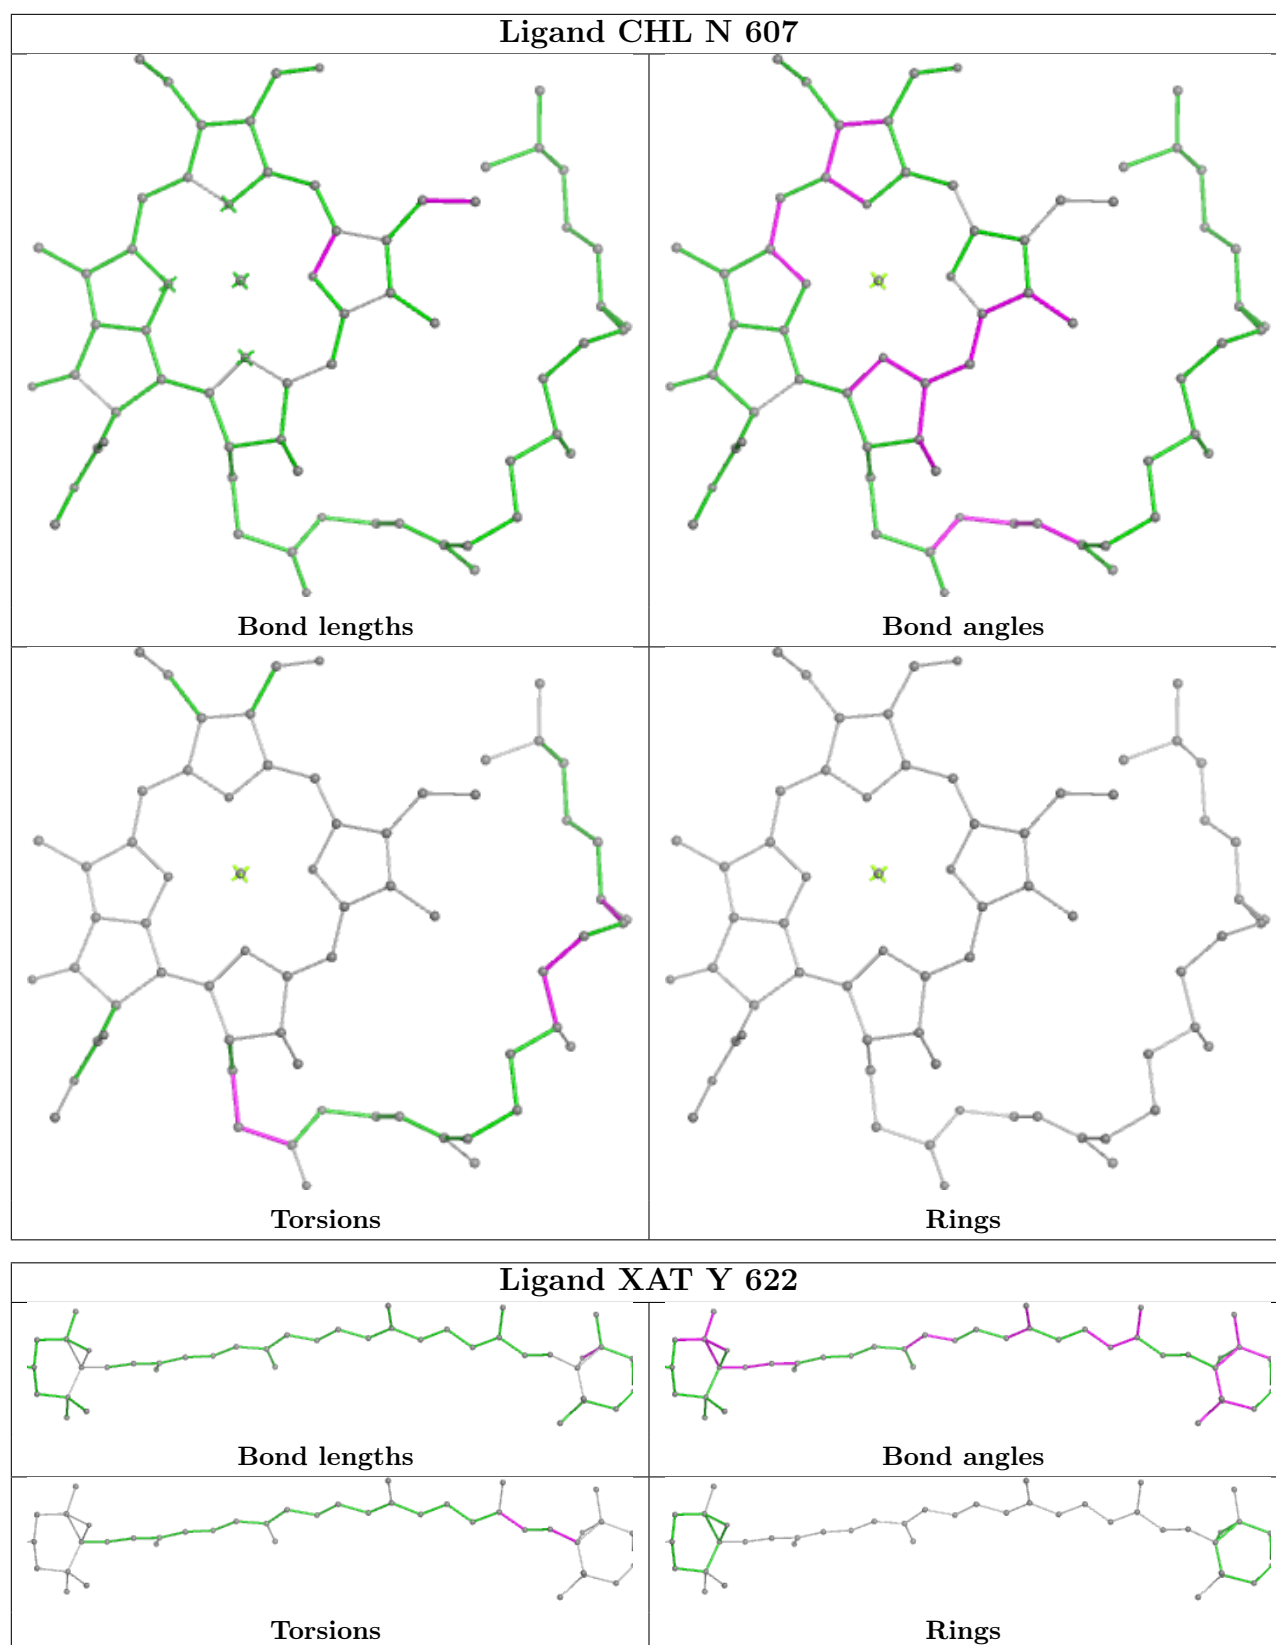 Ligand CHL N 607
Bond lengths
Bond angles
Torsions
Rings
Ligand XAT Y 622
Bond lengths
Bond angles
Torsions
Rings